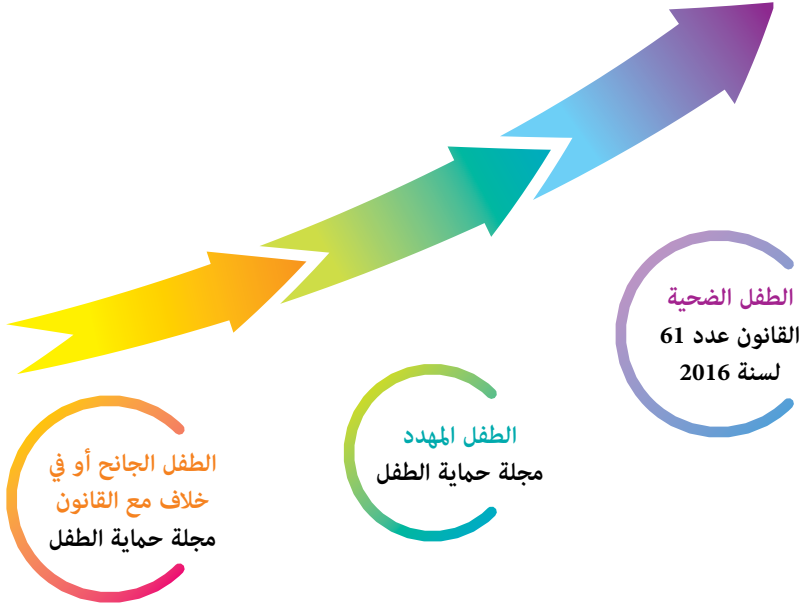 الطفل الضحية
القانون عدد 61
لسنة 2016
الطفل المهدد
مجلة حماية الطفل
الطفل الجانح أو في
خلاف مع القانون
مجلة حماية الطفل